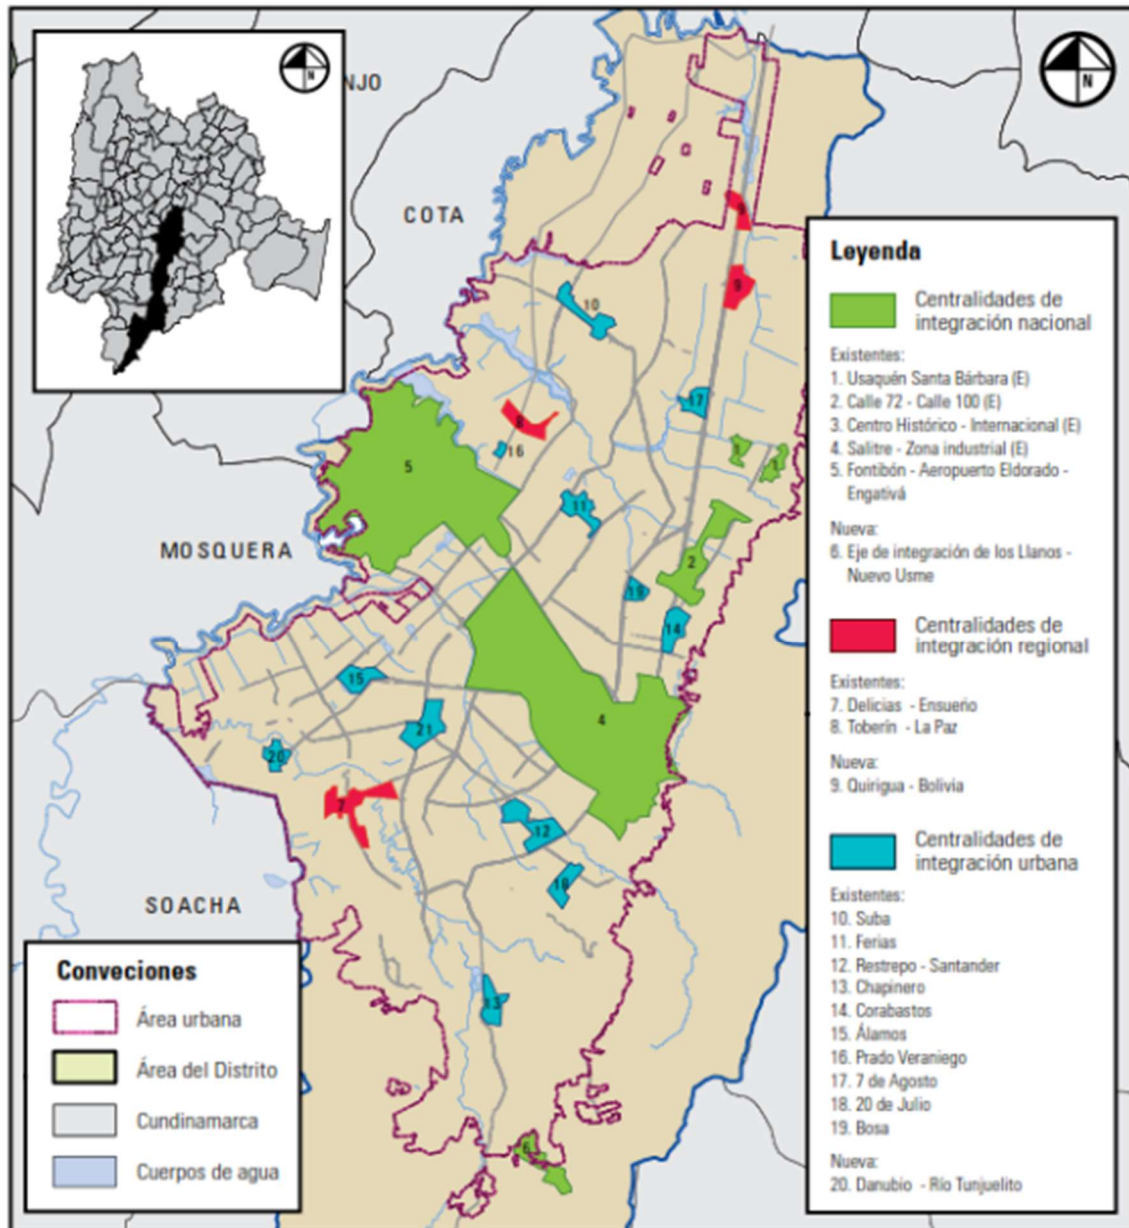 N
NJO
N
COTA
MOSQUERA
SOACHA
9
9
10
17
8
16
1
1
5
11
2
19
14
15
21
4
20
7
12
18
13
6
Leyenda
Centralidades de
integración nacional
Existentes:
1. Usaquén Santa Bárbara (E)
2. Calle 72 - Calle 100 (E)
3. Centro Histórico - Internacional (E)
4. Salitre - Zona industrial (E)
5. Fontibón - Aeropuerto Eldorado -
Engativá
Nueva:
6. Eje de integración de los Llanos -
Nuevo Usme
Centralidades de
integración regional
Existentes:
7. Delicias - Ensueño
8. Toberín - La Paz
Nueva:
9. Quirigua - Bolivia
Centralidades de
integración urbana
Existentes:
10. Suba
11. Ferias
12. Restrepo - Santander
13. Chapinero
14. Corabastos
15. Álamos
16. Prado Veraniego
17. 7 de Agosto
18. 20 de Julio
19. Bosa
Nueva:
20. Danubio - Río Tunjuelito
Conveciones
Área urbana
Área del Distrito
Cundinamarca
Cuerpos de agua